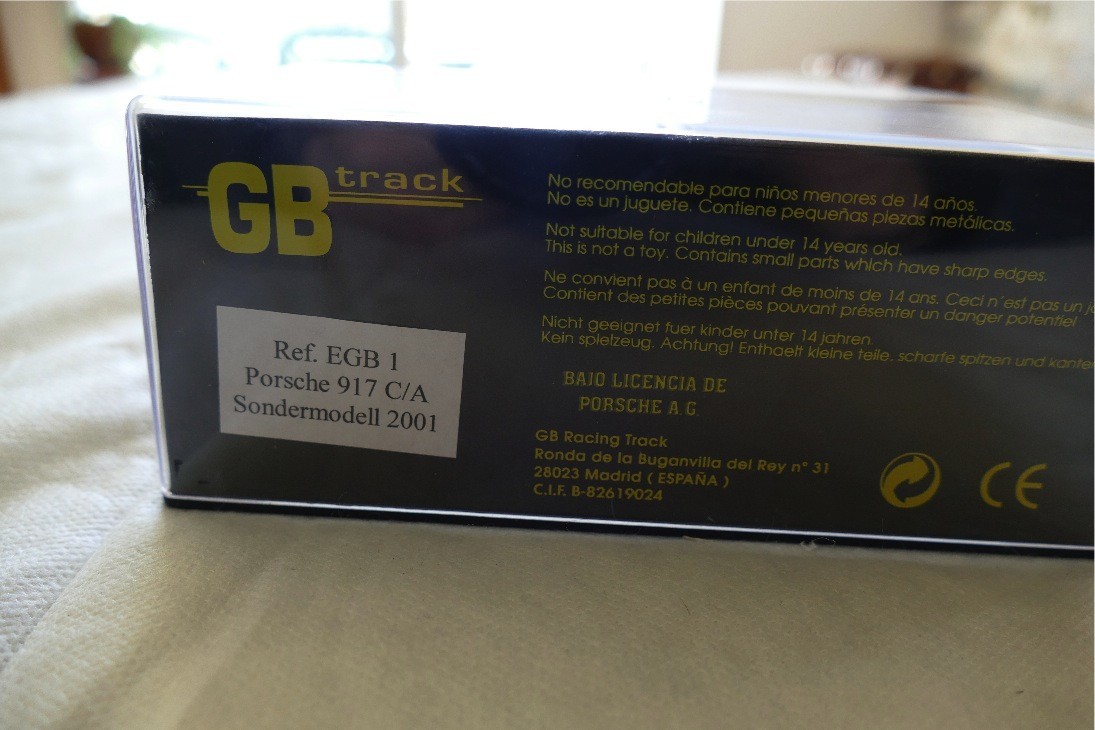 GB track
Ref. EGB 1
Porsche 917 C/A
Sondermodell 2001
No recomendable para niños menores de 14 años.
No es un juguete. Contiene pequeñas piezas metálicas.
Not suitable for children under 14 years old.
This is not a toy. Contains small parts which have sharp edges.
Ne convient pas à un enfant de moins de 14 ans. Ceci n'est pas un
Contient des petites pièces pouvant présenter un danger potentiel
Nicht geeignet fuer kinder unter 14 jahren
Kein spielzeug. Achtung! Enthaelt kleine teile, scharfe spitzen und
BAJO LICENCIA DE
PORSCHE A.G.
GB Racing Track
Ronda de la Buganvilla del Rey nº 31
28023 Madrid ( ESPAÑA )
C.I.F. B-82619024
CE